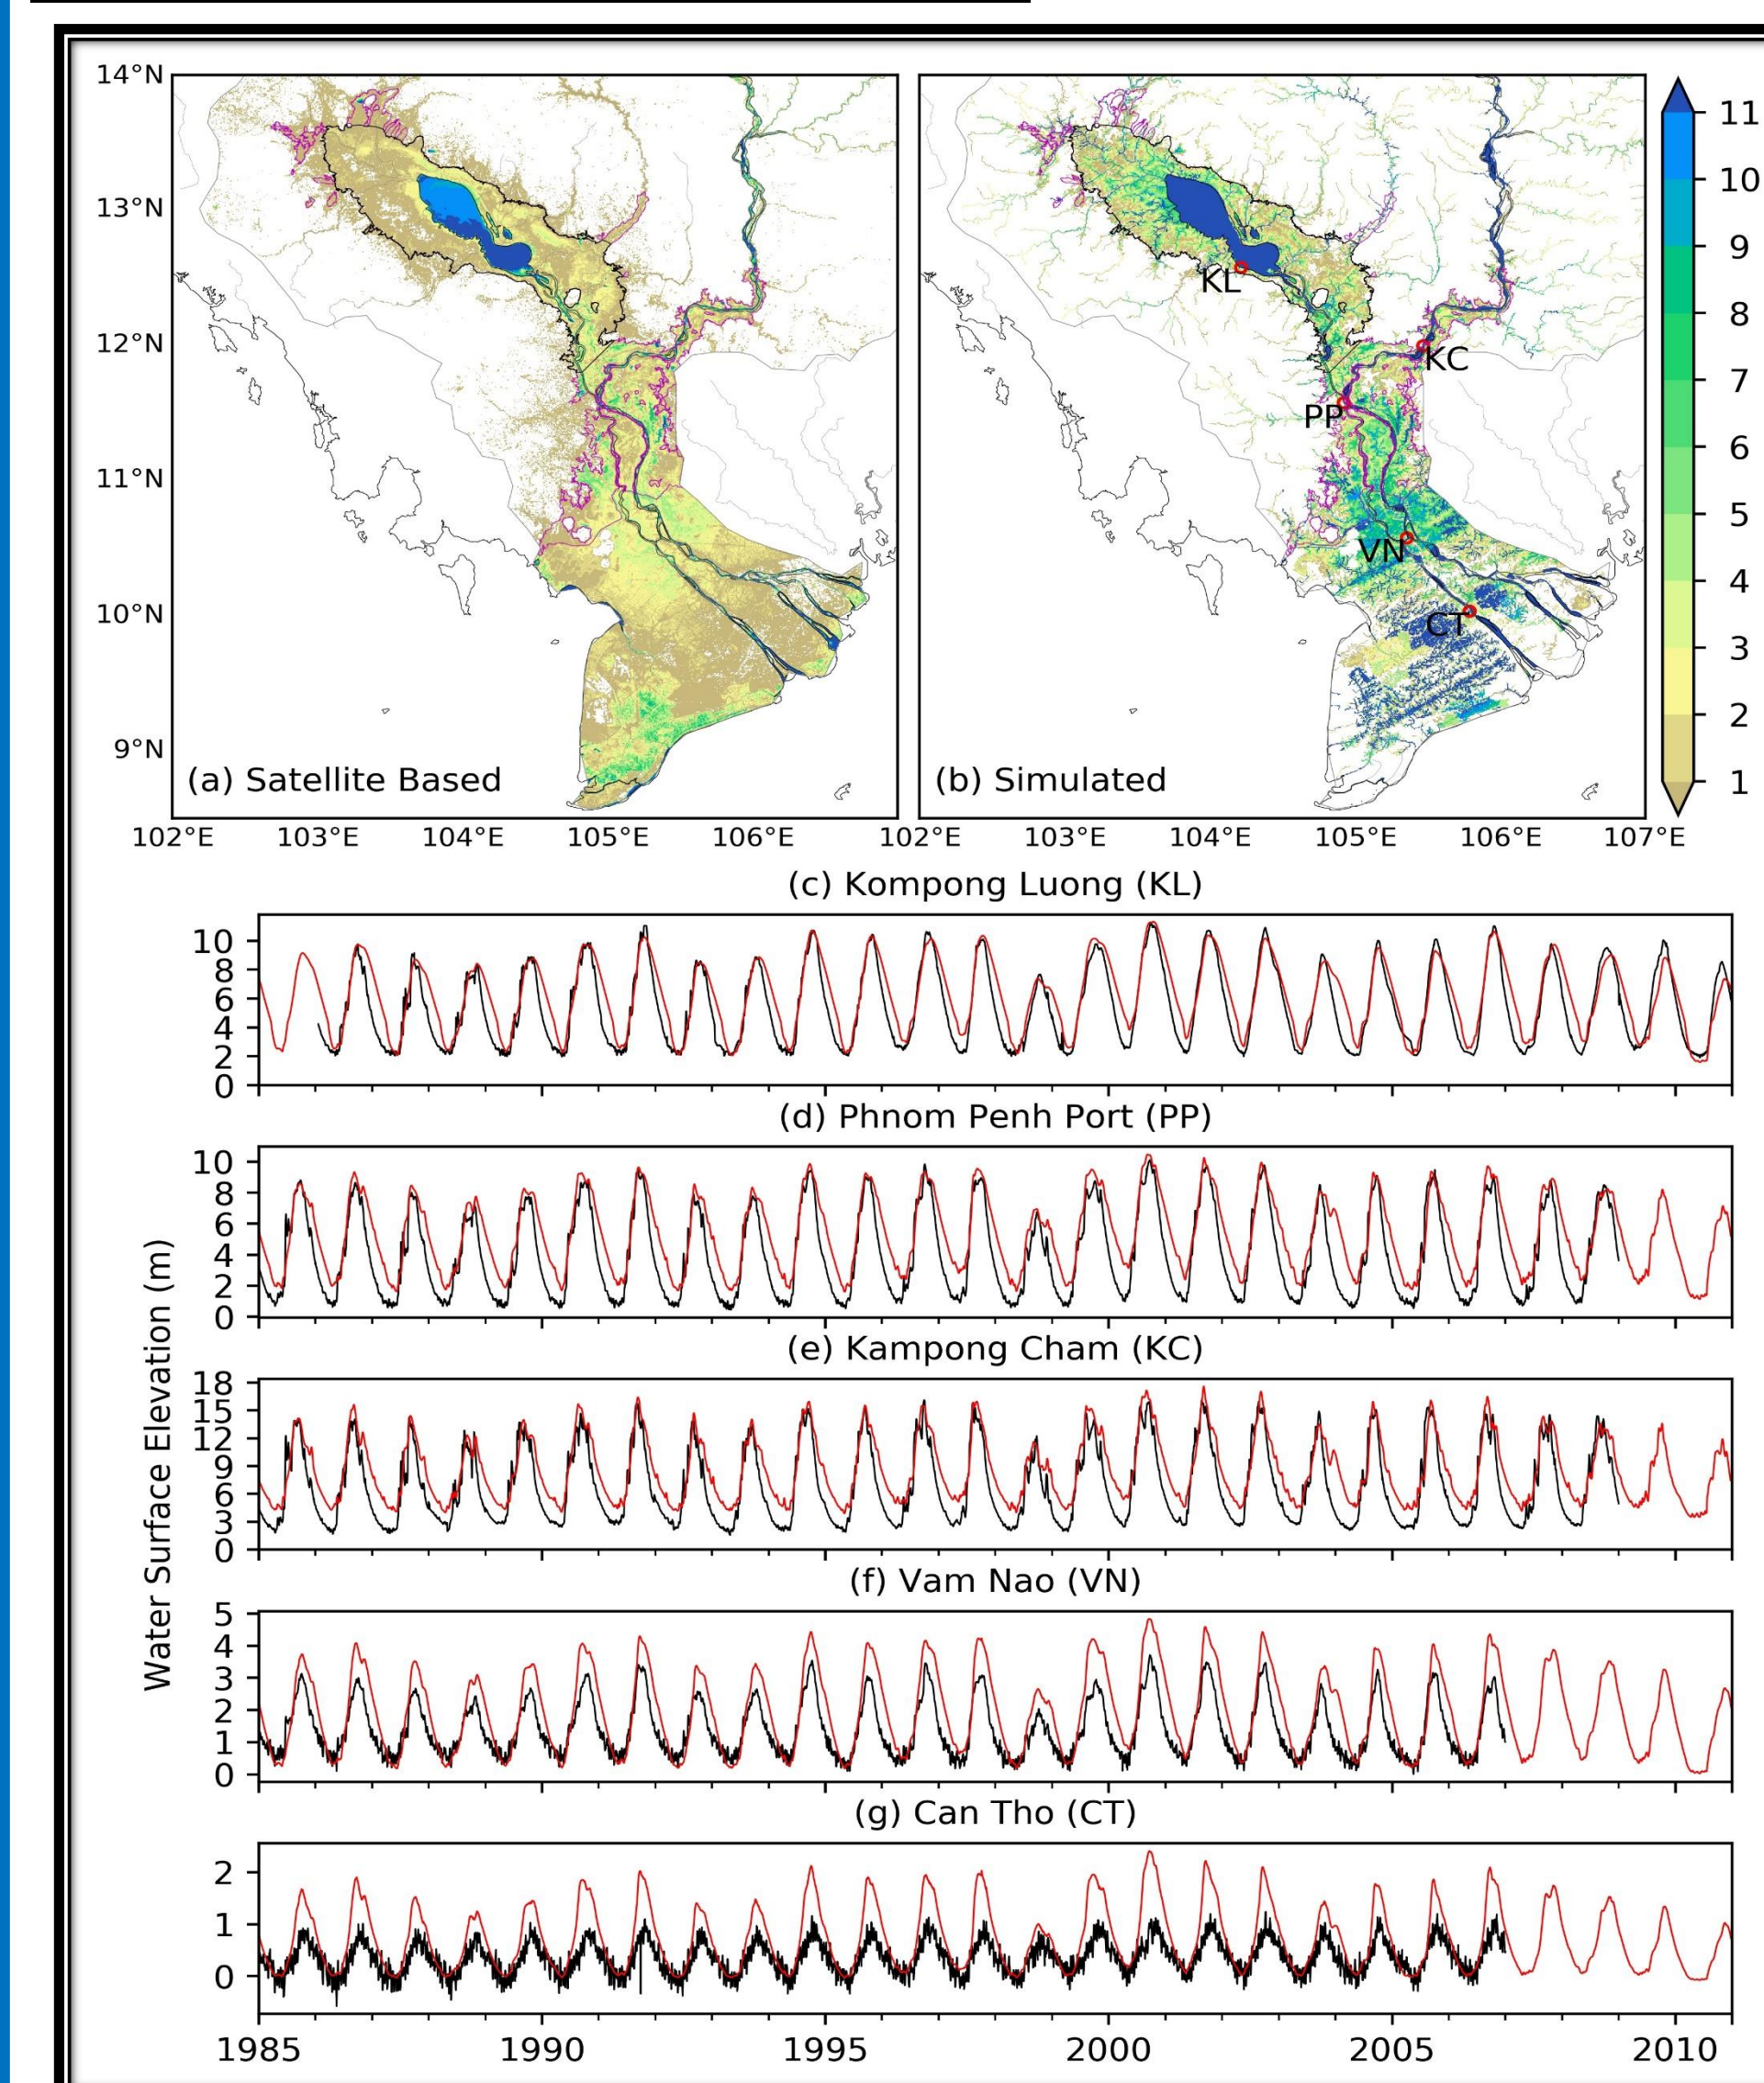 14°N
13°N
12°N
11°N
10°N
9°N
(a) Satellite Based
102°E 103°E 104°E 105°E 106°E
KL
KC
PP
VN
CT
(b) Simulated
102°E 103°E 104°E 105°E 106°E 107°E
11
10
9
8
7
6
5
4
3
2
1
Water Surface Elevation (m)
(c) Kompong Luong (KL)
10
8
6
4
2
0
(d) Phnom Penh Port (PP)
10
8
6
4
2
0
(e) Kampong Cham (KC)
18
15
12
9
6
3
0
(f) Vam Nao (VN)
5
4
3
2
1
0
(g) Can Tho (CT)
2
1
0
1985 1990 1995 2000 2005 2010